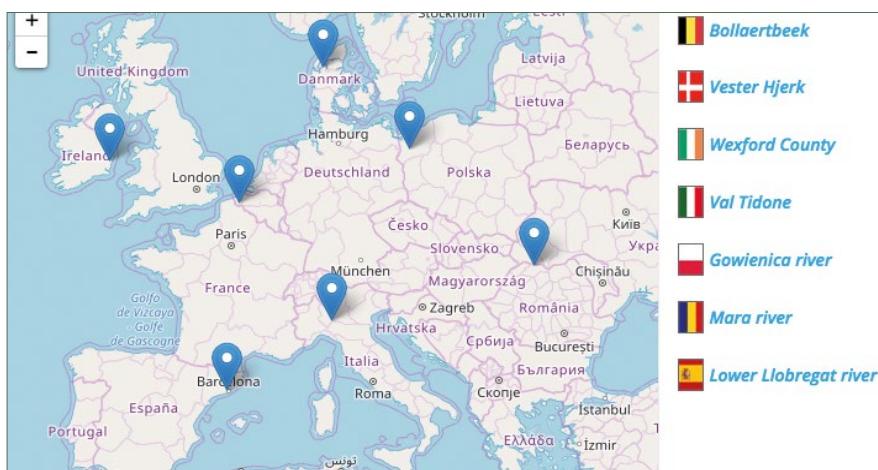 +
−
Stockholm
Eesti
United Kingdom
Danmark
Latvija
Lietuva
Ireland
Hamburg
Беларусь
London
Deutschland
Polska
Paris
Česko
Київ
Slovensko
Укра
München
Magyarország
Chișinău
France
Zagreb
România
Golfo
de Vizcaya
Golfe
de Gascogne
Hrvatska
Србија
București
Barcelona
Italia
България
Roma
Скопје
España
İstanbul
Portugal
Ελλάδα
İzmir
تونس
Bollaertbeek
Vester Hjerk
Wexford County
Val Tidone
Gowienica river
Mara river
Lower Llobregat river